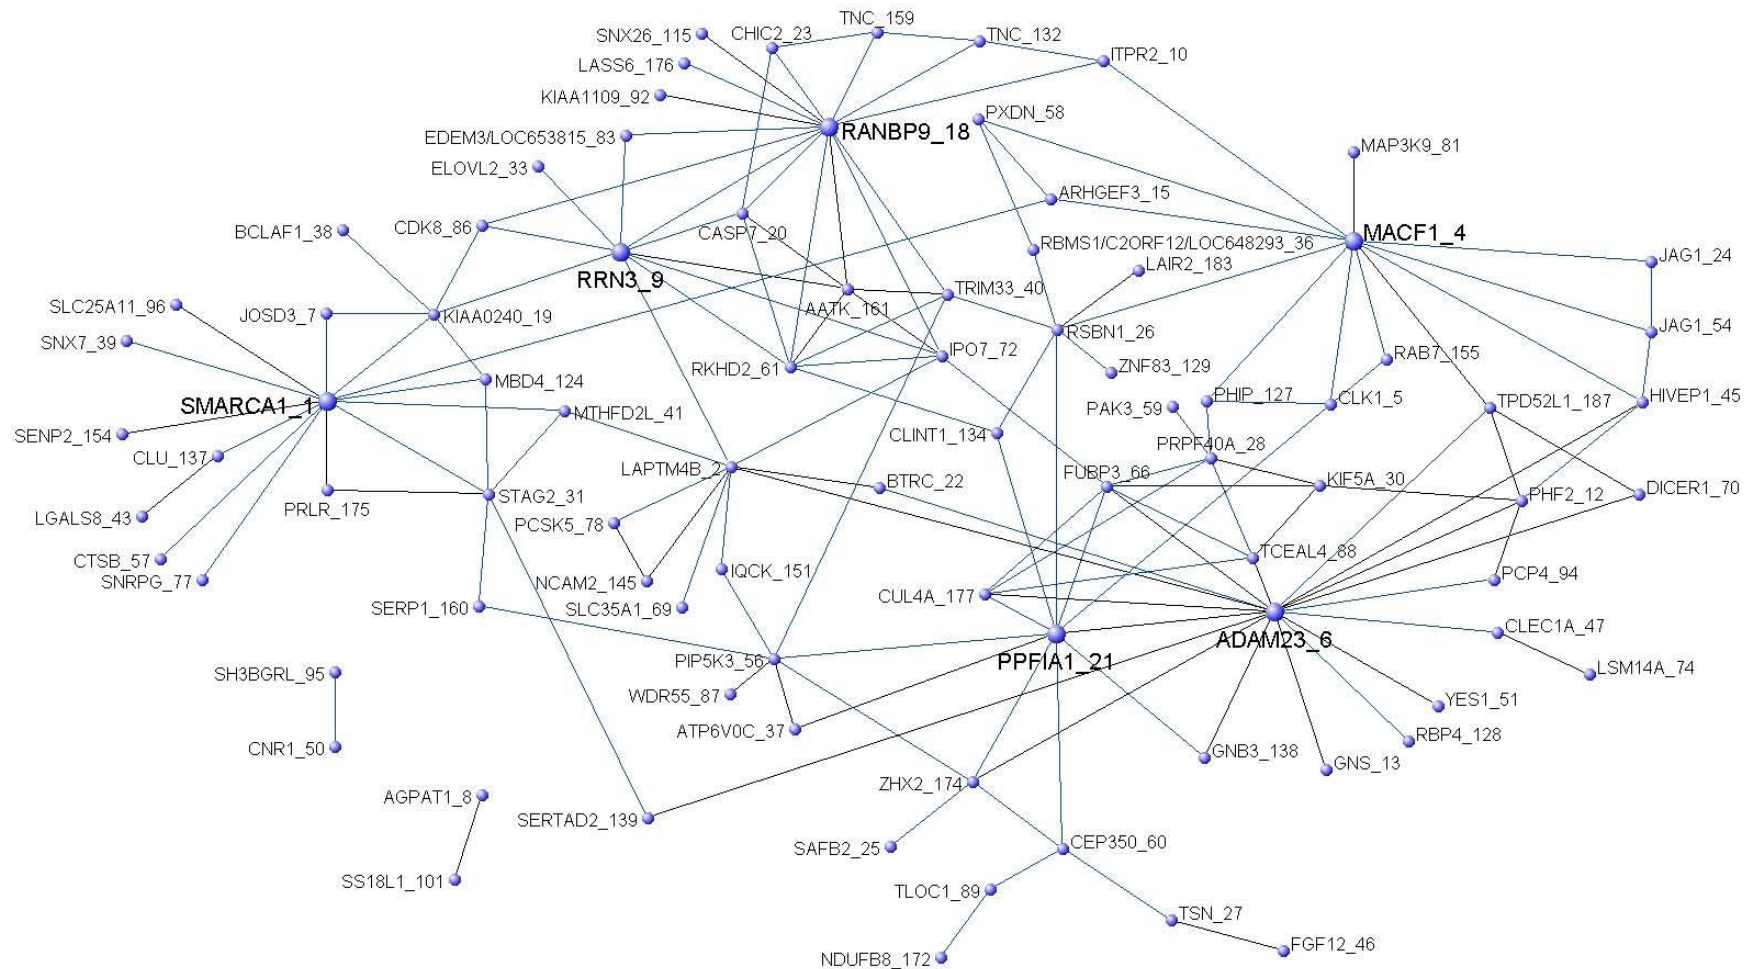 TNC_159
SNX26_115
CHIC2_23
TNC_132
ITPR2_10
LASS6_176
KIAA1109_92
PXDN_58
EDEM3/LOC653815_83
RANBP9_18
MAP3K9_81
ELOVL2_33
ARHGEF3_15
BCLAF1_38
CDK8_86
CASP7_20
MACF1_4
RBMS1/C2ORF12/LOC648293_36
JAG1_24
LAIR2_183
RRN3_9
TRIM33_40
SLC25A11_96
JOSD3_7
KIAA0240_19
AATK_161
RSBN1_26
JAG1_54
SNX7_39
IPO7_72
RAB7_155
RKHD2_61
ZNF83_129
MBD4_124
SMARCA1_1
PHIP_127
CLK1_5
TPD52L1_187
HIVEP1_45
MTHFD2L_41
PAK3_59
SENP2_154
CLINT1_134
PRPF40A_28
CLU_137
LAPTM4B_2
FUBP3_66
BTRC_22
KIF5A_30
STAG2_31
PHF2_12
DICER1_70
PRLR_175
LGALS8_43
PCSK5_78
TCEAL4_88
CTSB_57
IQCK_151
SNRPG_77
NCAM2_145
PCP4_94
CUL4A_177
SERP1_160
SLC35A1_69
CLEC1A_47
ADAM23_6
PIP5K3_56
PPFIA1_21
SH3BGRL_95
LSM14A_74
WDR55_87
YES1_51
ATP6V0C_37
RBP4_128
CNR1_50
GNB3_138
GNS_13
ZHX2_174
AGPAT1_8
SERTAD2_139
SAFB2_25
CEP350_60
SS18L1_101
TLOC1_89
TSN_27
FGF12_46
NDUFB8_172